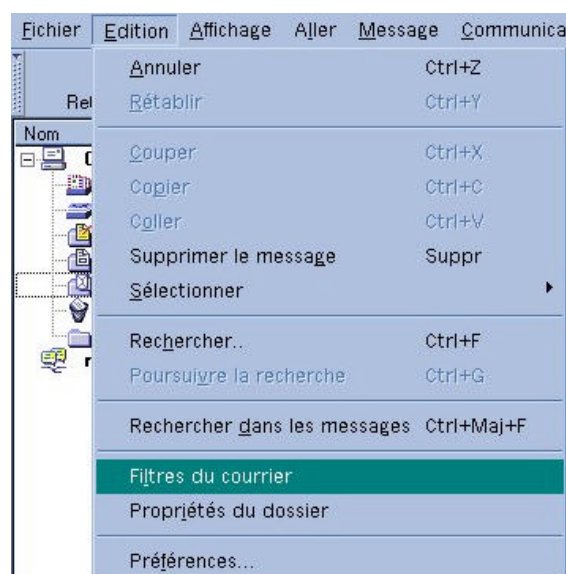 Fichier Edition Affichage Aller Message Communica
Annuler Ctrl+Z
Rétablir Ctrl+Y
Nom
Couper Ctrl+X
Copier Ctrl+C
Coller Ctrl+V
Supprimer le message Suppr
Sélectionner
Rechercher.. Ctrl+F
Poursuivre la recherche Ctrl+G
Rechercher dans les messages Ctrl+Maj+F
Filtres du courrier
Propriétés du dossier
Préférences...